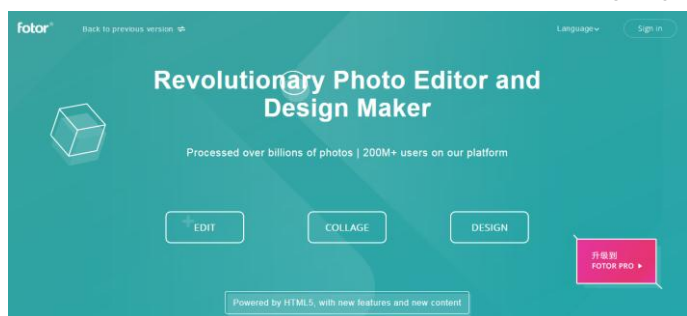 fotor®
Back to previous version
Language
Sign in
Revolutionary Photo Editor and
Design Maker
Processed over billions of photos | 200M+ users on our platform
EDIT
COLLAGE
DESIGN
升级到
FOTOR PRO
Powered by HTML5, with new features and new content